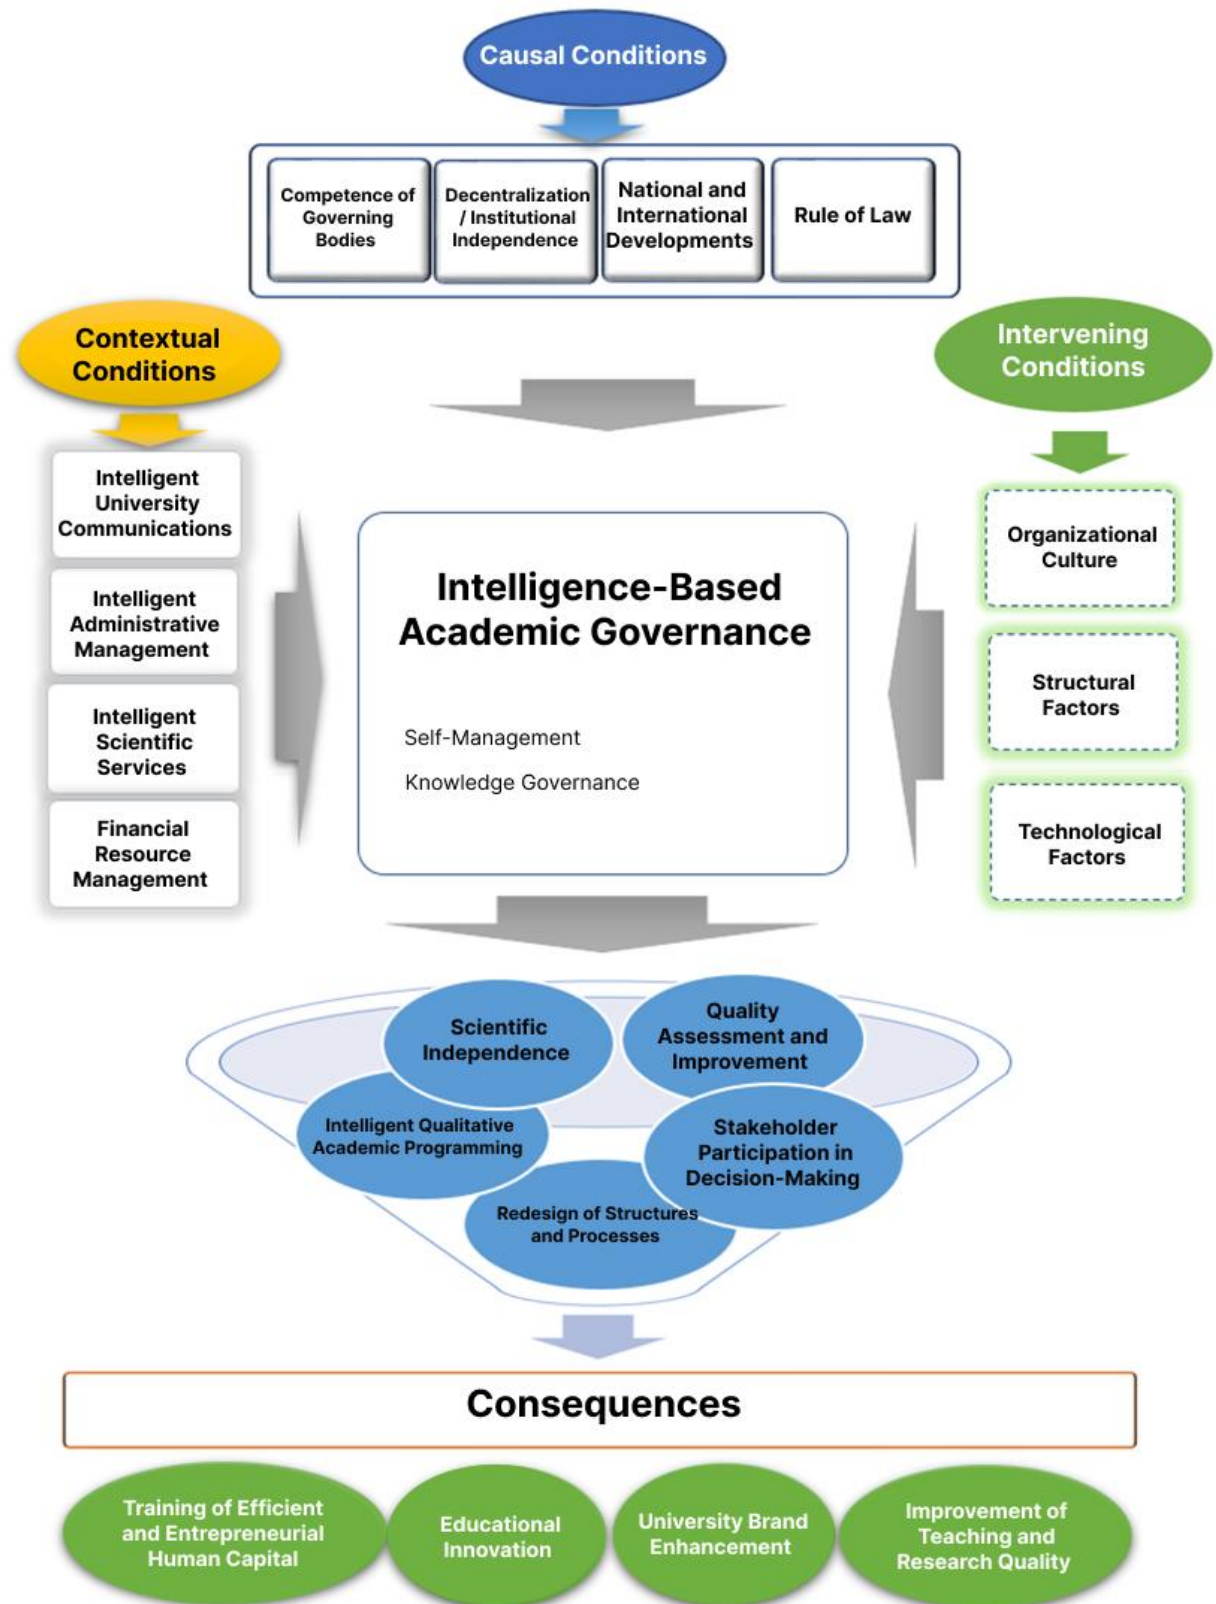 Causal Conditions
Competence of
Governing
Bodies
Decentralization
/ Institutional
Independence
National and
International
Developments
Rule of Law
Contextual
Conditions
Intelligent
University
Communications
Intelligent
Administrative
Management
Intelligent
Scientific
Services
Financial
Resource
Management
Intervening
Conditions
Organizational
Culture
Structural
Factors
Technological
Factors
Intelligence-Based
Academic Governance
Self-Management
Knowledge Governance
Scientific
Independence
Quality
Assessment and
Improvement
Intelligent Qualitative
Academic Programming
Stakeholder
Participation in
Decision-Making
Redesign of Structures
and Processes
Consequences
Training of Efficient
and Entrepreneurial
Human Capital
Educational
Innovation
University Brand
Enhancement
Improvement of
Teaching and
Research Quality